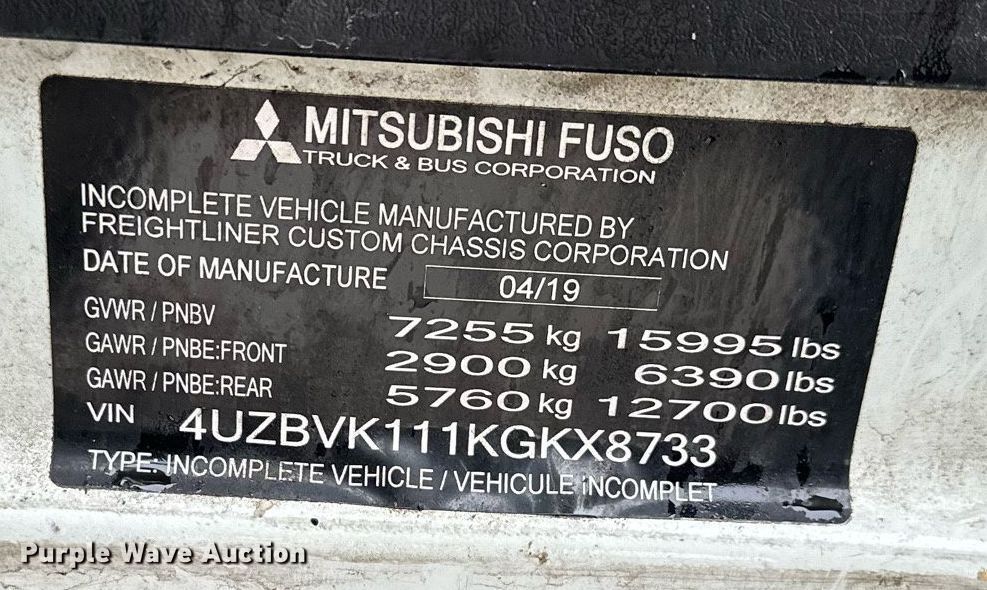 MITSUBISHI FUSO
TRUCK & BUS CORPORATION
INCOMPLETE VEHICLE MANUFACTURED BY
FREIGHTLINER CUSTOM CHASSIS CORPORATION
DATE OF MANUFACTURE 04/19
GVWR / PNBV 7255 kg 15995 lbs
GAWR / PNBE:FRONT 2900 kg 6390 lbs
GAWR / PNBE:REAR 5760 kg 12700 lbs
VIN 4UZBVK111KGKX8733
TYPE: INCOMPLETE VEHICLE / VEHICULE iNCOMPLET
Purple Wave Auction